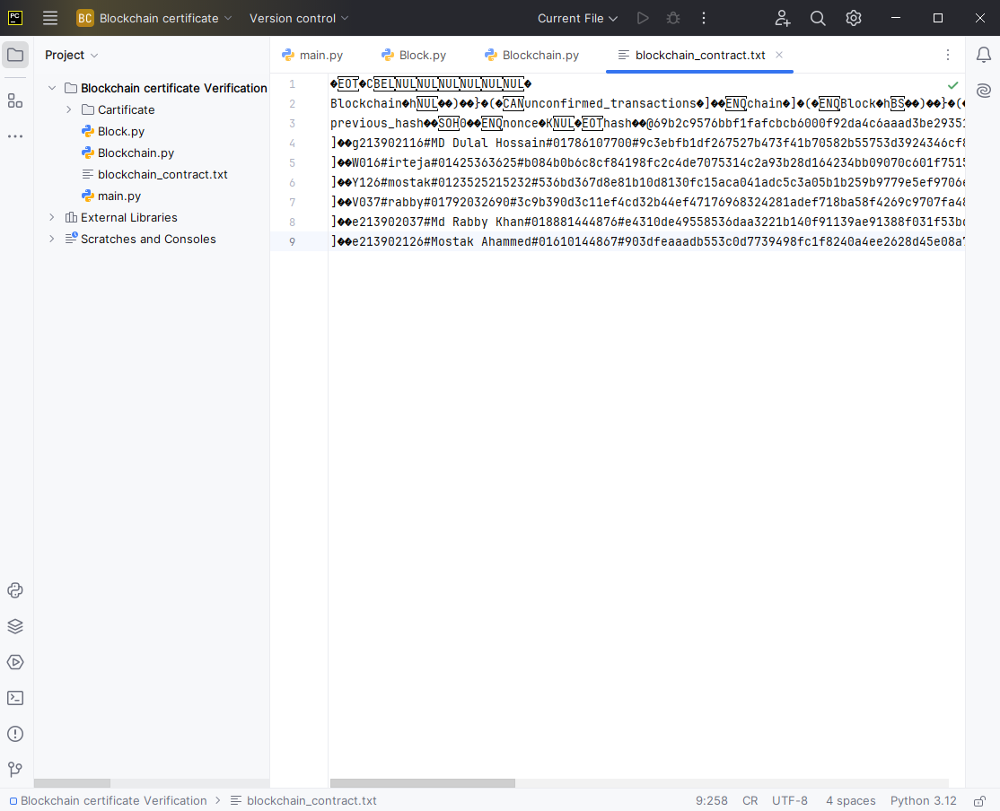 PC
BC Blockchain certificate Version control Current File
Project
main.py Block.py Blockchain.py blockchain_contract.txt
Blockchain certificate Verification
Cartificate
Block.py
Blockchain.py
blockchain_contract.txt
main.py
External Libraries
Scratches and Consoles
1 �EOT�CBELNULNULNULNULNULNUL�
2 Blockchain�hNUL��)��}�(�CANunconfirmed_transactions�]��ENQchain�]�(�ENQBlock�hBS��)��}�(�
3 previous_hash��SOH0��ENQnonce�KNUL�EOThash��@69b2c9576bbf1fafcbcb6000f92da4c6aaad3be29351
4 ]��g213902116#MD Dulal Hossain#01786107700#9c3ebfb1df267527b473f41b70582b55753d3924346cf8
5 ]��W016#irteja#01425363625#b084b0b6c8cf84198fc2c4de7075314c2a93b28d164234bb09070c601f7515
6 ]��Y126#mostak#0123525215232#536bd367d8e81b10d8130fc15aca041adc5c3a05b1b259b9779e5ef9706e
7 ]��V037#rabby#01792032690#3c9b390d3c11ef4cd32b44ef47176968324281adef718ba58f4269c9707fa48
8 ]��e213902037#Md Rabby Khan#018881444876#e4310de49558536daa3221b140f91139ae91388f031f53bd
9 ]��e213902126#Mostak Ahammed#01610144867#903dfeaaadb553c0d7739498fc1f8240a4ee2628d45e08a7
Blockchain certificate Verification > blockchain_contract.txt 9:258 CR UTF-8 4 spaces Python 3.12